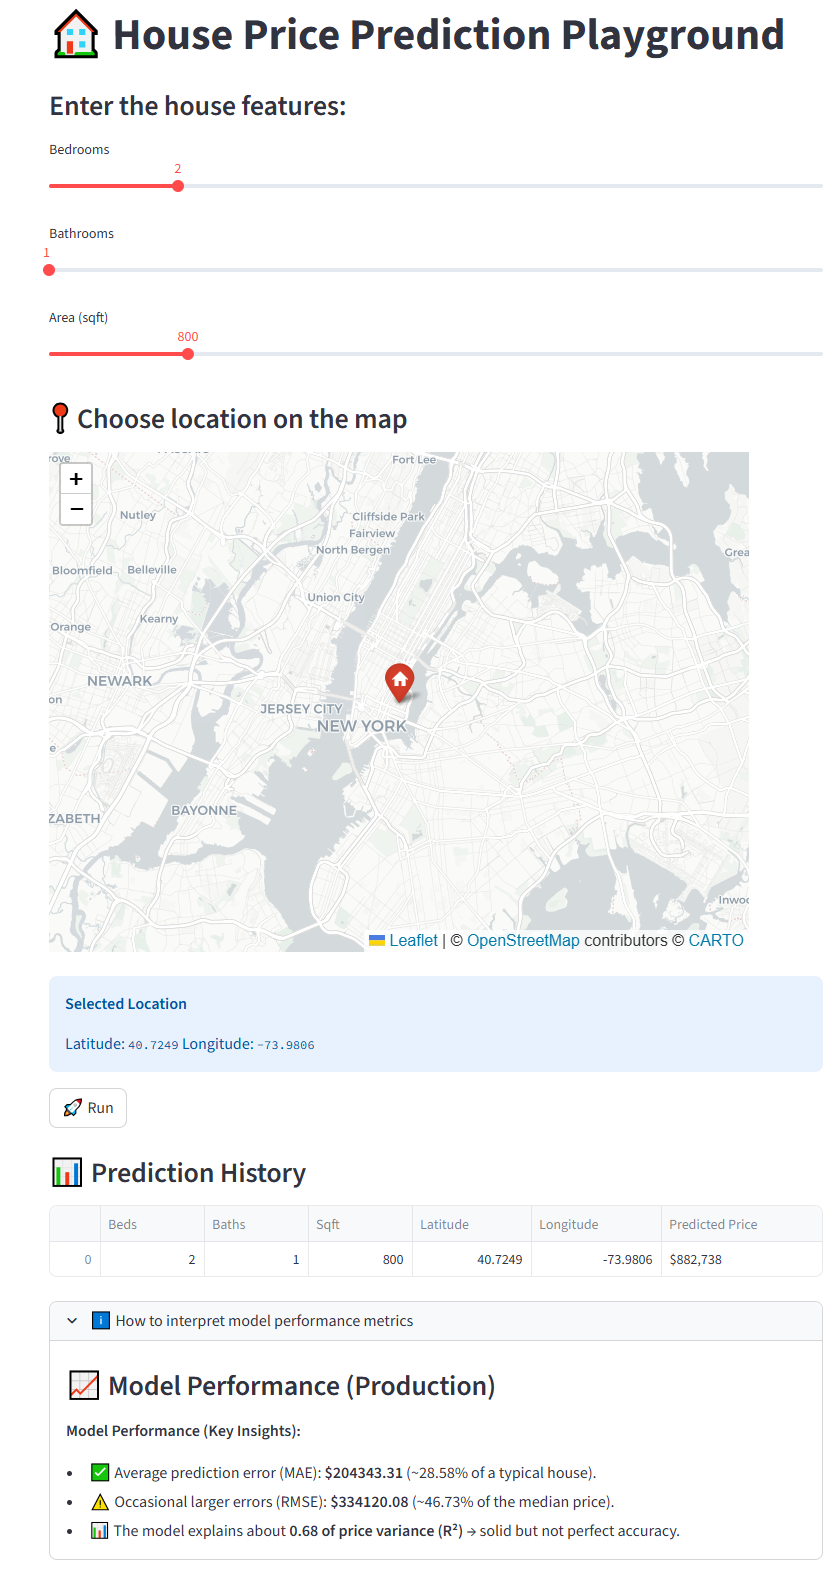 House Price Prediction Playground
Enter the house features:
Bedrooms
2
Bathrooms
1
Area (sqft)
800
Choose location on the map
Fort Lee
+
−
Nutley
Cliffside Park
Fairview
North Bergen
Bloomfield
Belleville
Union City
Kearny
Orange
NEWARK
JERSEY CITY
NEW YORK
BAYONNE
ZABETH
Inwoo
Leaflet | © OpenStreetMap contributors © CARTO
Selected Location
Latitude: 40.7249 Longitude: -73.9806
Run
Prediction History
Beds Baths Sqft Latitude Longitude Predicted Price
0 2 1 800 40.7249 -73.9806 $882,738
How to interpret model performance metrics
Model Performance (Production)
Model Performance (Key Insights):
• Average prediction error (MAE): $204343.31 (~28.58% of a typical house).
• Occasional larger errors (RMSE): $334120.08 (~46.73% of the median price).
• The model explains about 0.68 of price variance (R²) → solid but not perfect accuracy.